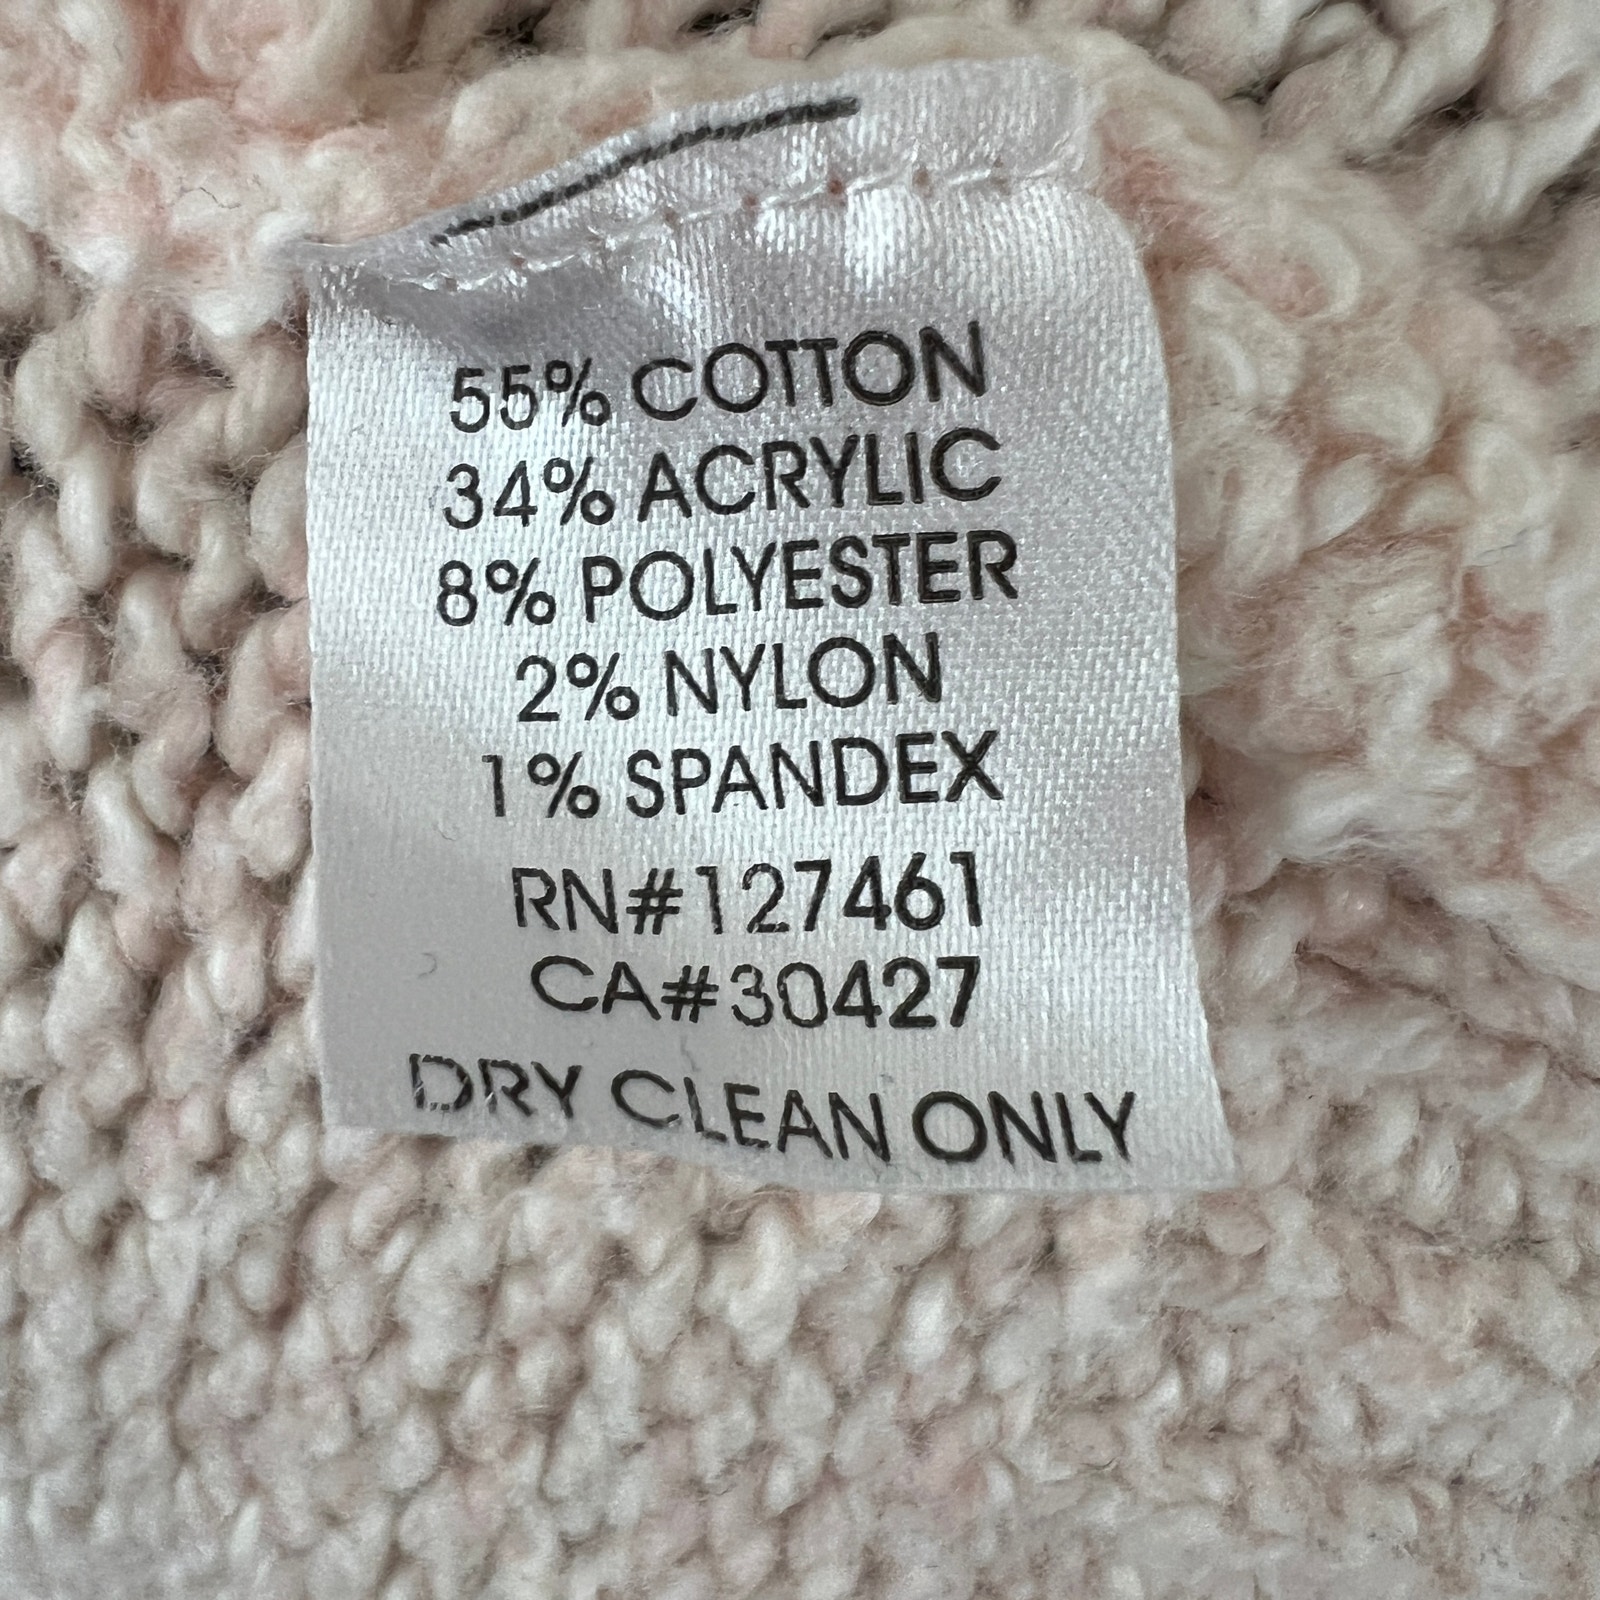 55% COTTON
34% ACRYLIC
8% POLYESTER
2% NYLON
1% SPANDEX
RN#127461
CA#30427
DRY CLEAN ONLY